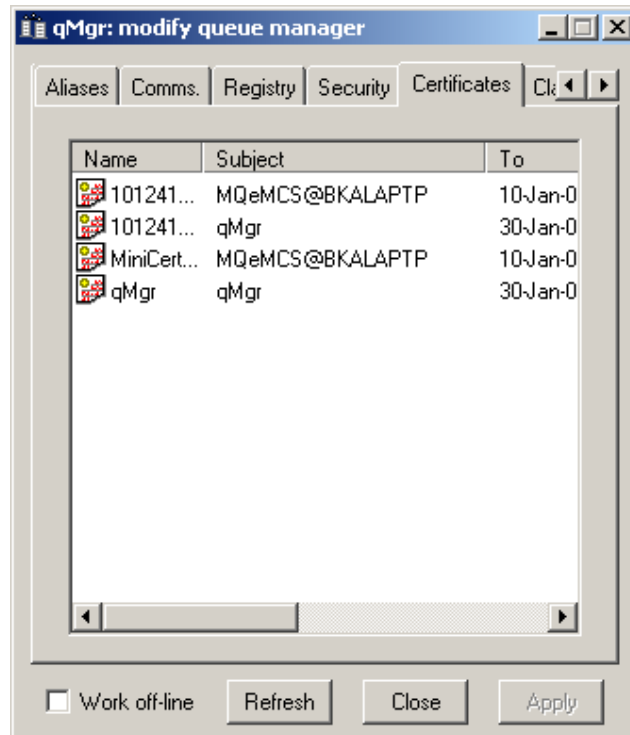 qMgr: modify queue manager
Aliases Comms. Registry Security Certificates Cla
Name Subject To
101241... MQeMCS@BKALAPTP 10-Jan-0
101241... qMgr 30-Jan-0
MiniCert... MQeMCS@BKALAPTP 10-Jan-0
qMgr qMgr 30-Jan-0
Work off-line Refresh Close Apply